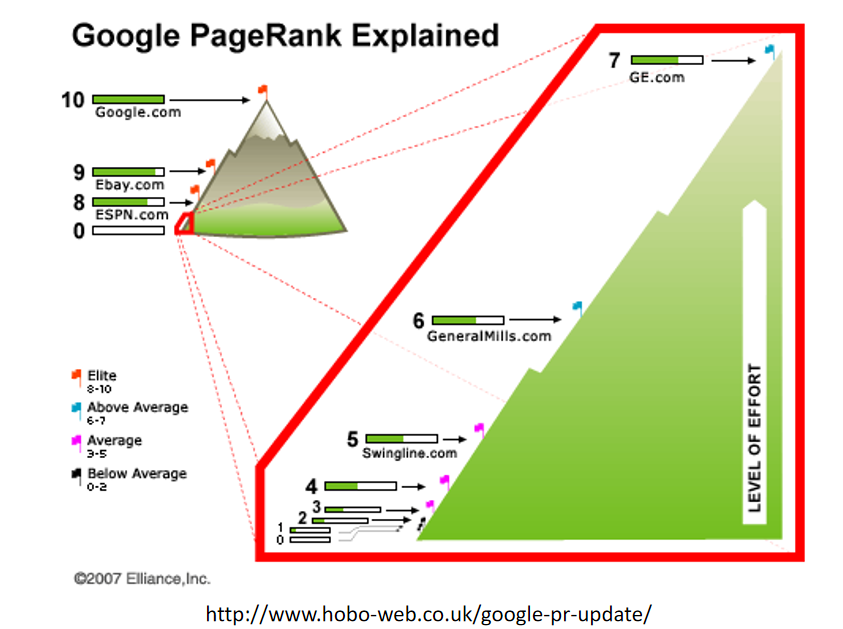 Google PageRank Explained
10
Google.com
9
Ebay.com
8
ESPN.com
0
7
GE.com
6
GeneralMills.com
5
Swingline.com
4
3
2
1
0
LEVEL OF EFFORT
Elite
8-10
Above Average
6-7
Average
3-5
Below Average
0-2
©2007 Elliance,Inc.
http://www.hobo-web.co.uk/google-pr-update/